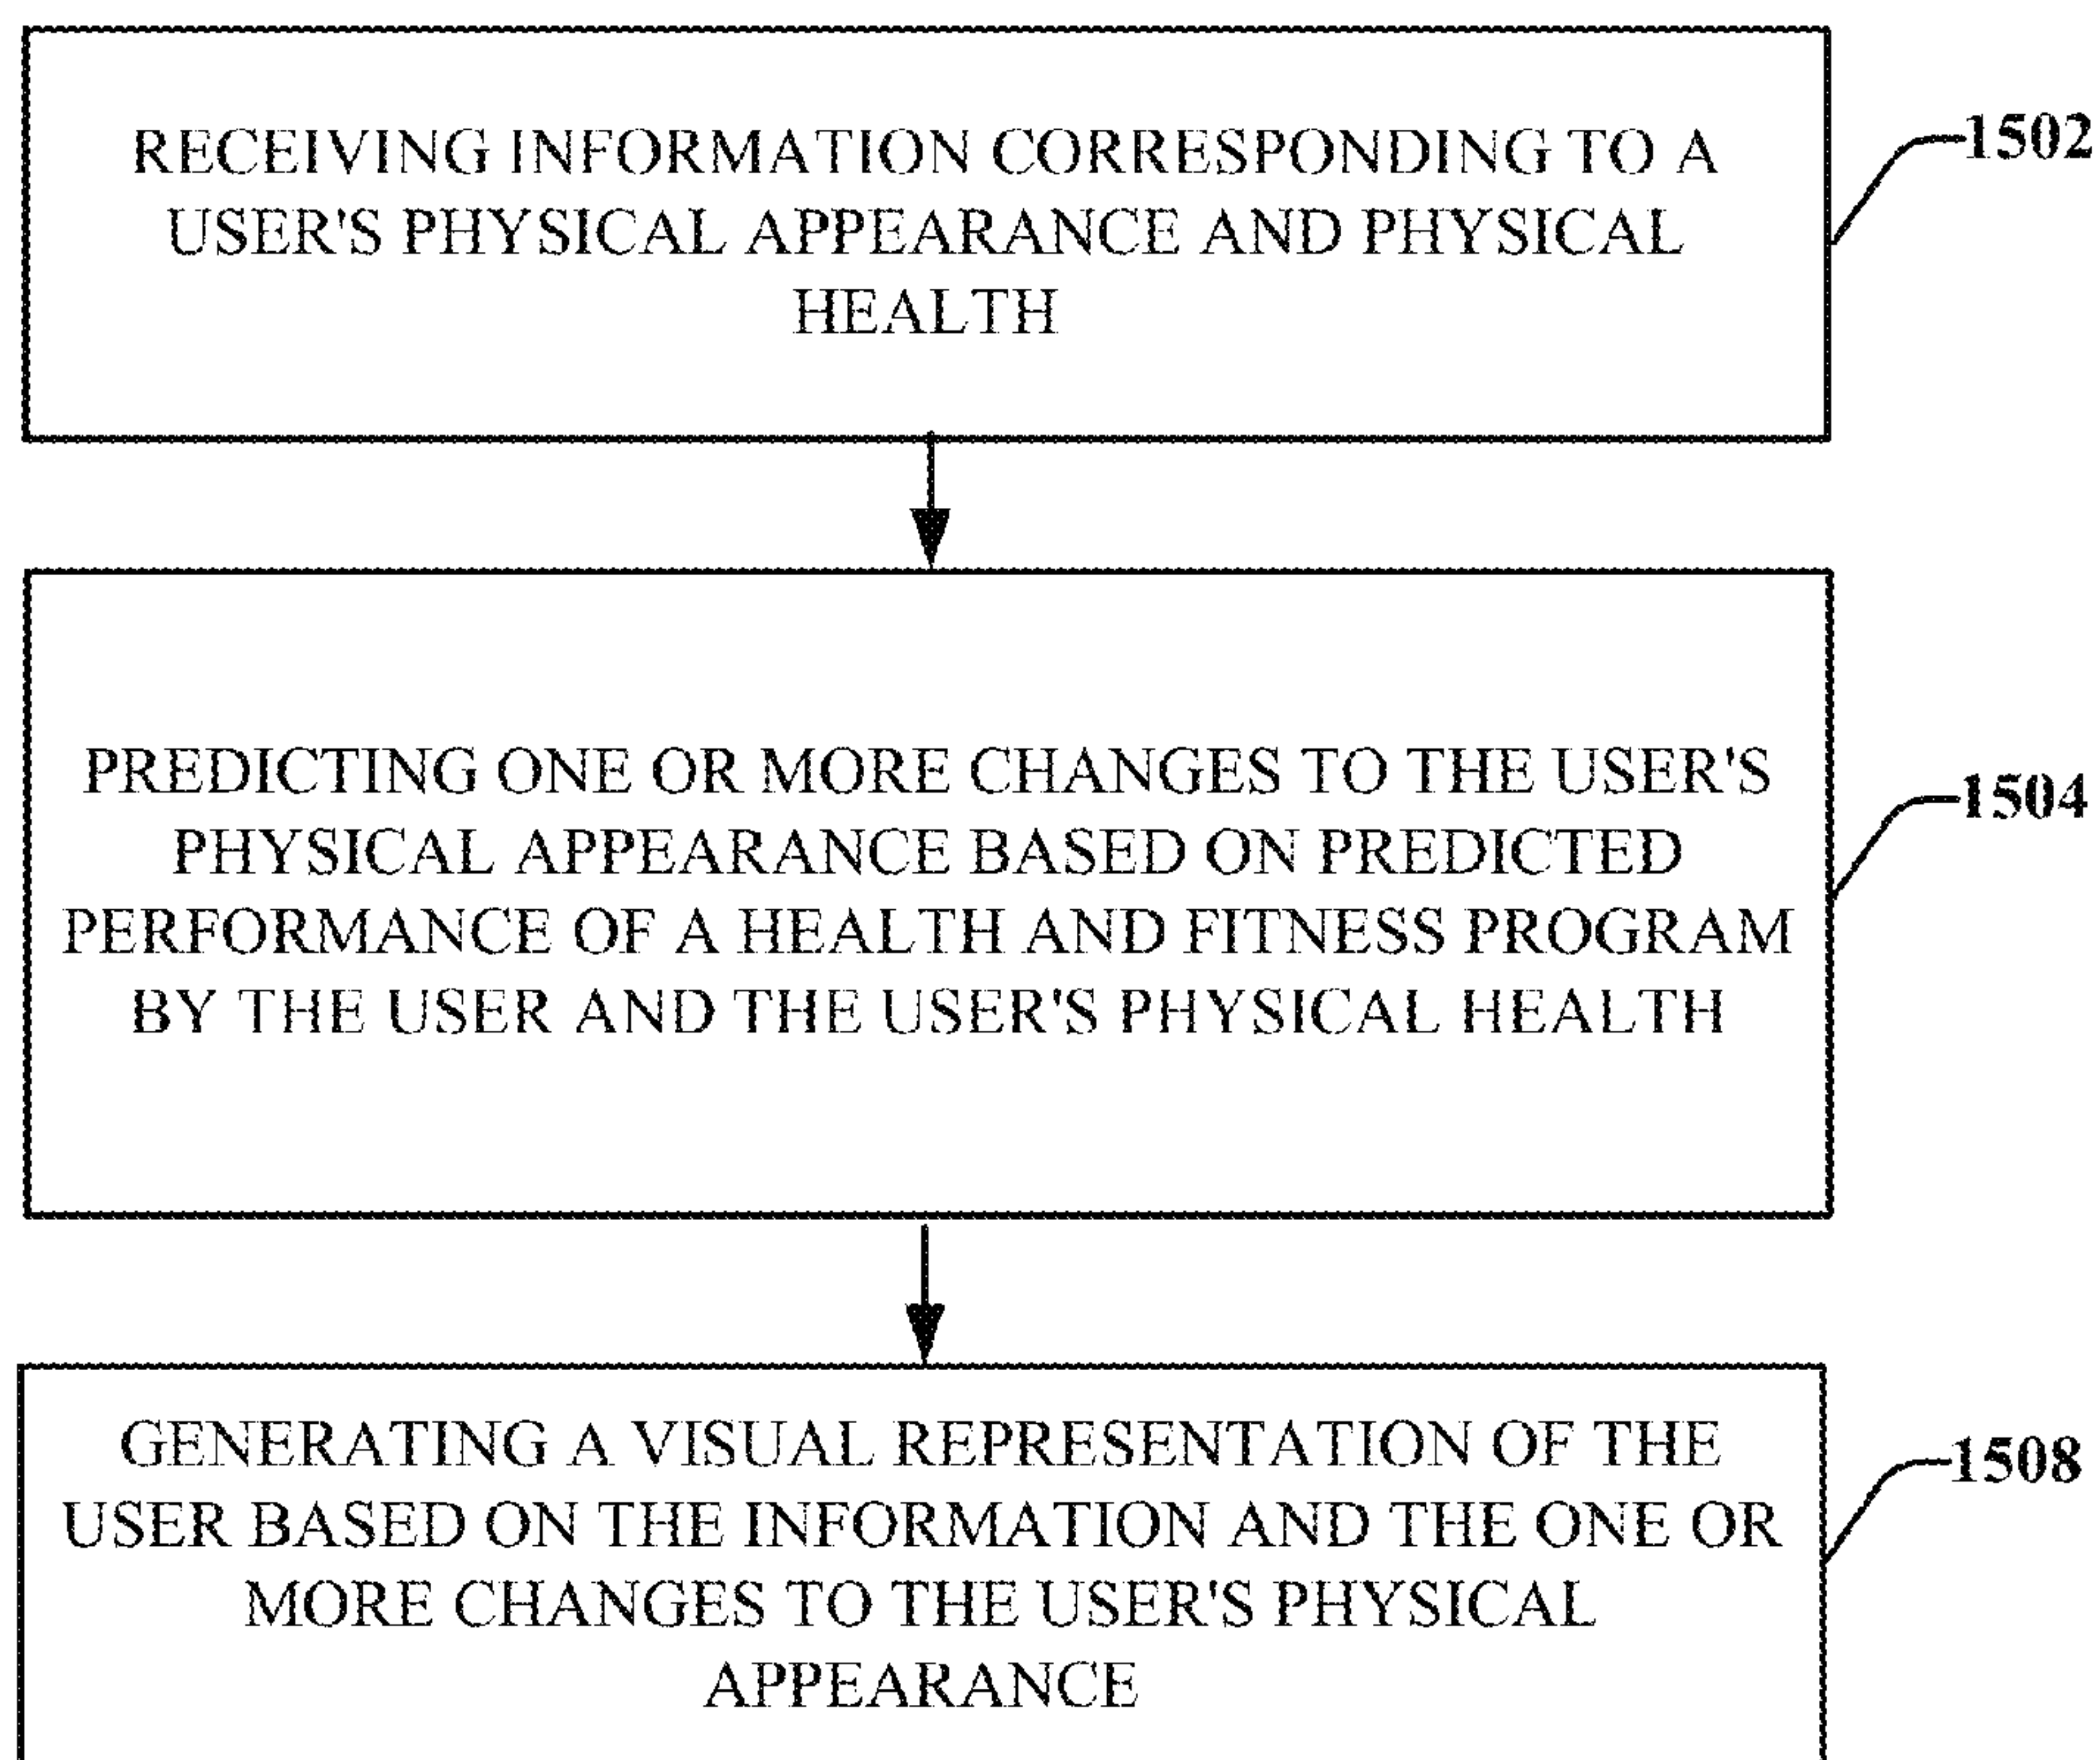 RECEIVING INFORMATION CORRESPONDING TO A
USER'S PHYSICAL APPEARANCE AND PHYSICAL
HEALTH
1502
PREDICTING ONE OR MORE CHANGES TO THE USER'S
PHYSICAL APPEARANCE BASED ON PREDICTED
PERFORMANCE OF A HEALTH AND FITNESS PROGRAM
BY THE USER AND THE USER'S PHYSICAL HEALTH
1504
GENERATING A VISUAL REPRESENTATION OF THE
USER BASED ON THE INFORMATION AND THE ONE OR
MORE CHANGES TO THE USER'S PHYSICAL
APPEARANCE
1508